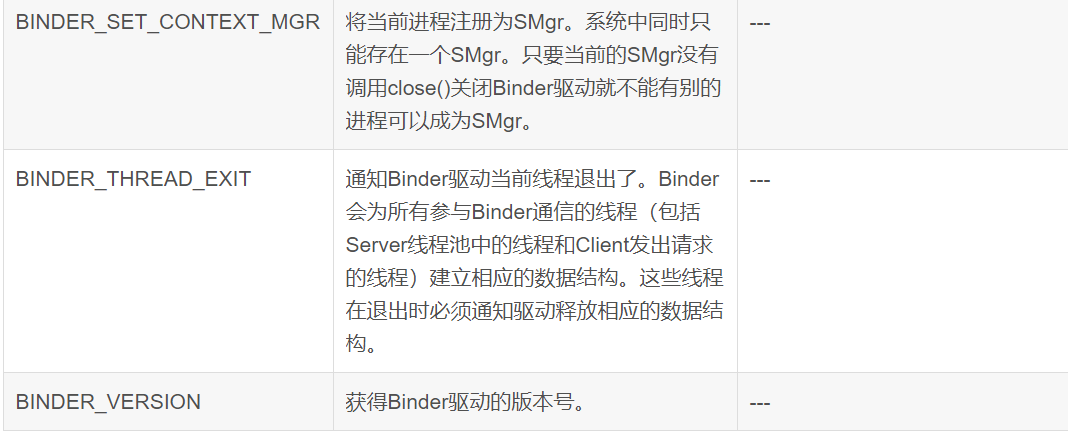 BINDER_SET_CONTEXT_MGR
将当前进程注册为SMgr。系统中同时只
能存在一个SMgr。只要当前的SMgr没有
调用close()关闭Binder驱动就不能有别的
进程可以成为SMgr。
---
BINDER_THREAD_EXIT
通知Binder驱动当前线程退出了。Binder
会为所有参与Binder通信的线程（包括
Server线程池中的线程和Client发出请求
的线程）建立相应的数据结构。这些线程
在退出时必须通知驱动释放相应的数据结
构。
---
BINDER_VERSION
获得Binder驱动的版本号。
---